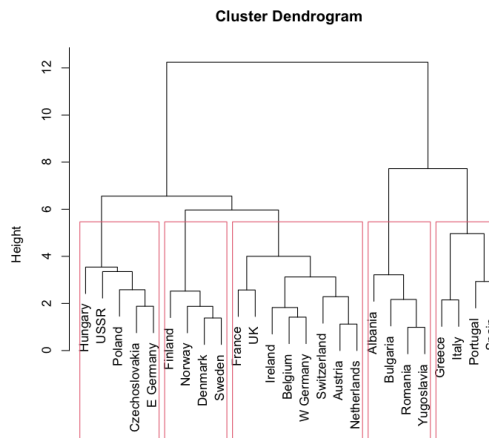 Cluster Dendrogram
Height
0
2
4
6
8
10
12
Hungary
USSR
Poland
Czechoslovakia
E Germany
Finland
Norway
Denmark
Sweden
France
UK
Ireland
Belgium
W Germany
Switzerland
Austria
Netherlands
Albania
Bulgaria
Romania
Yugoslavia
Greece
Italy
Portugal